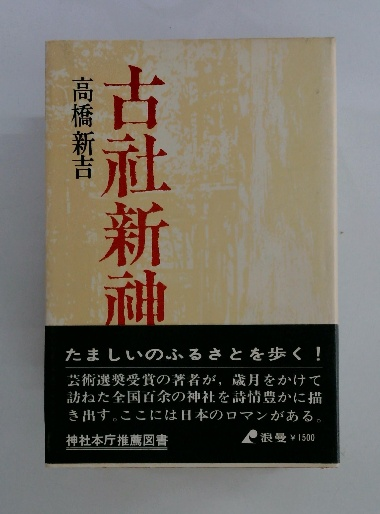 古社新神
高橋新吉
たましいのふるさとを歩く!
芸術選奨受賞の著者が, 歳月をかけて
訪ねた全国百余の神社を詩情豊かに描
き出す。ここには日本のロマンがある。
神社本庁推薦図書
浪曼 ¥1500